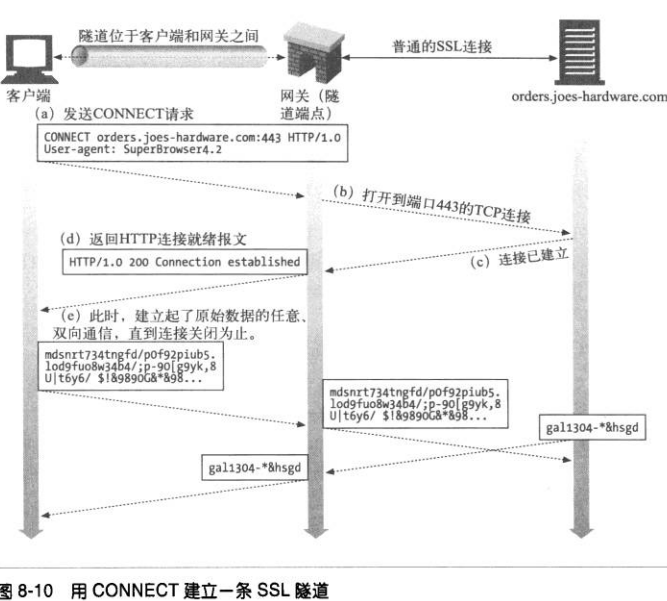 隧道位于客户端和网关之间
普通的SSL连接
客户端
网关（隧
道端点）
orders.joes-hardware.com
(a) 发送CONNECT请求
CONNECT orders.joes-hardware.com:443 HTTP/1.0
User-agent: SuperBrowser4.2
(b) 打开到端口443的TCP连接
(c) 连接已建立
(d) 返回HTTP连接就绪报文
HTTP/1.0 200 Connection established
(e) 此时，建立起了原始数据的任意、
双向通信，直到连接关闭为止。
mdsnrt734tngfd/pOf92piub5.
lod9fuo8w34b4/;p-90[g9yk,8
U|t6y6/ $!&9890G&*&98...
mdsnrt734tngfd/pOf92piub5.
lod9fuo8w34b4/;p-90[g9yk,8
U|t6y6/ $!&9890G&*&98...
gal1304-*&hsgd
gal1304-*&hsgd
图 8-10 用 CONNECT 建立一条 SSL 隧道